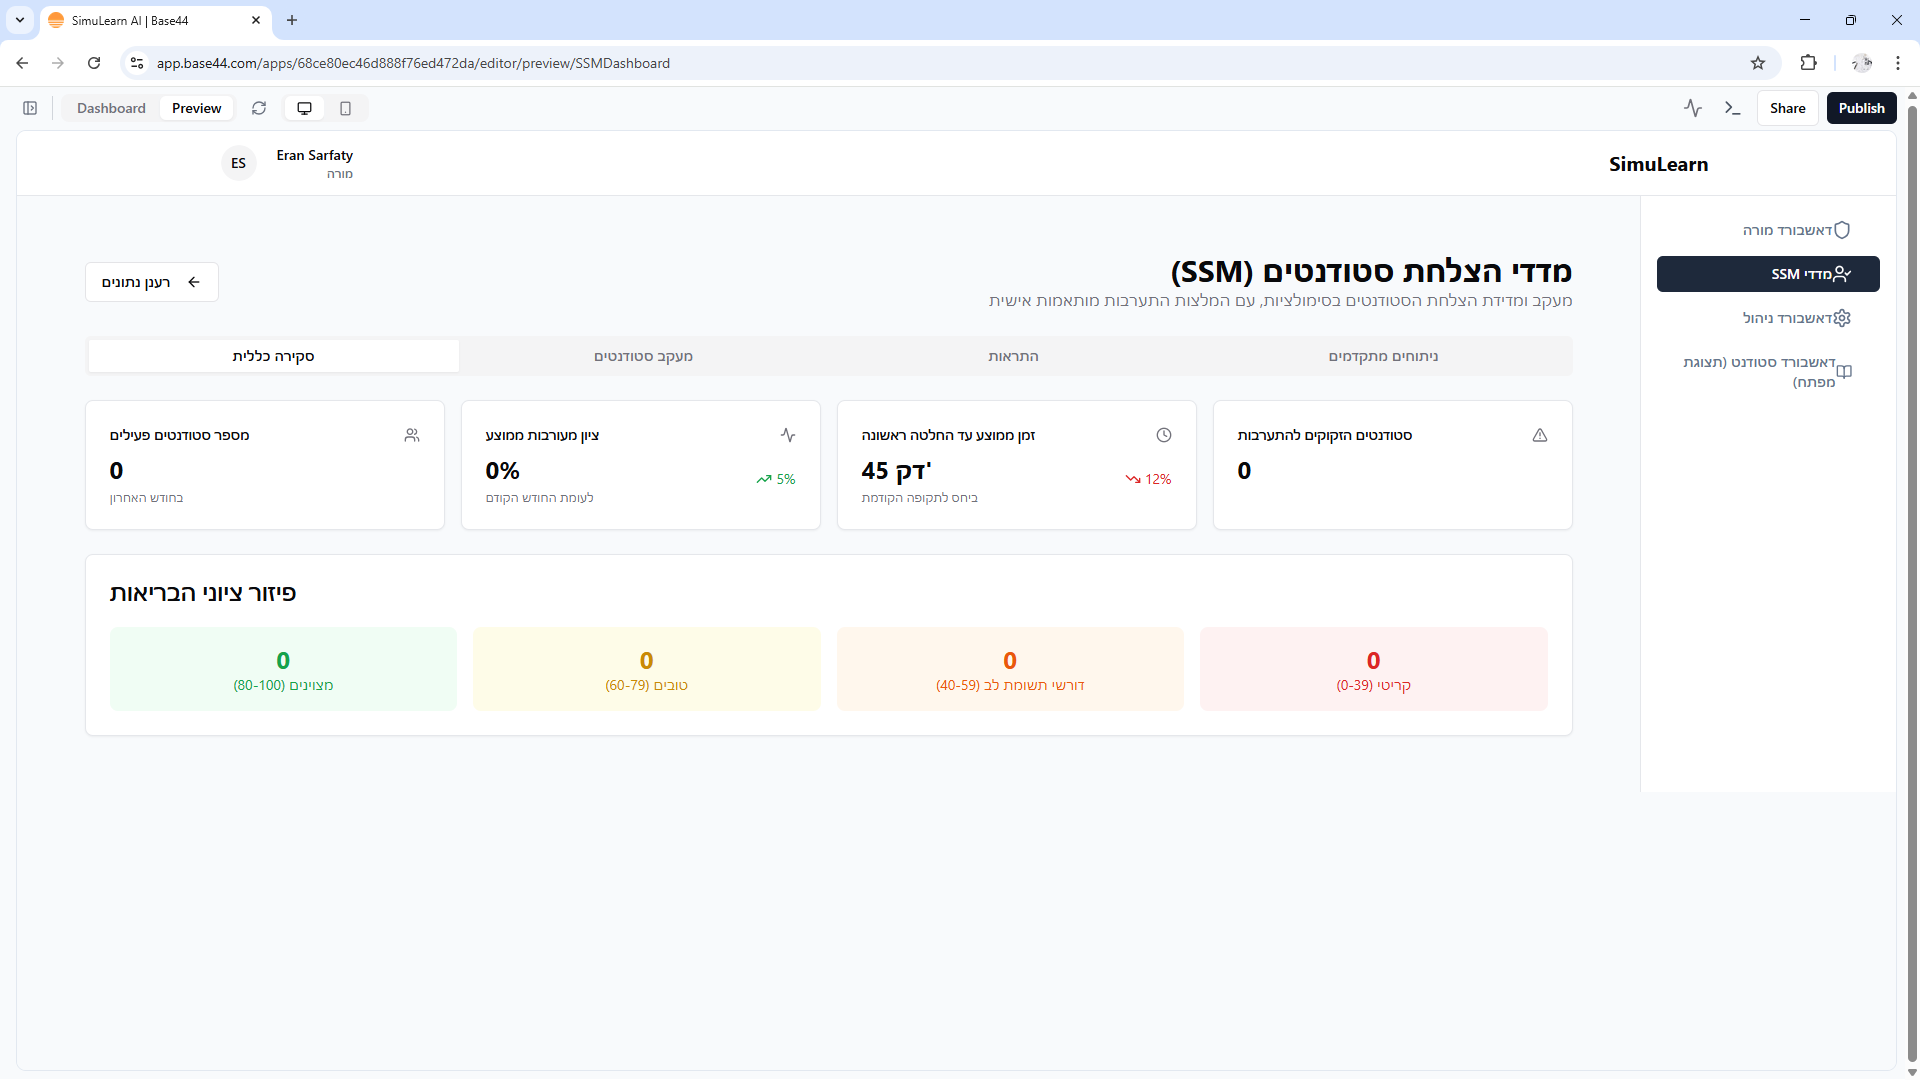 SimuLearn AI | Base44
app.base44.com/apps/68ce80ec46d888f76ed472da/editor/preview/SSMDashboard
Dashboard
Preview
Share
Publish
SimuLearn
ES
Eran Sarfaty
מורה
דאשבורד מורה
מדדי SSM
דאשבורד ניהול
דאשבורד סטודנט (תצוגת
מפתח)
מדדי הצלחת סטודנטים (SSM)
מעקב ומדידת הצלחת הסטודנטים בסימולציות, עם המלצות התערבות מותאמות אישית
רענן נתונים
ניתוחים מתקדמים
התראות
מעקב סטודנטים
סקירה כללית
סטודנטים הזקוקים להתערבות
0
זמן ממוצע עד החלטה ראשונה
45 דק'
12%
ביחס לתקופה הקודמת
ציון מעורבות ממוצע
0%
5%
לעומת החודש הקודם
מספר סטודנטים פעילים
0
בחודש האחרון
פיזור ציוני הבריאות
0
קריטי (0-39)
0
דורשי תשומת לב (40-59)
0
טובים (60-79)
0
מצוינים (80-100)